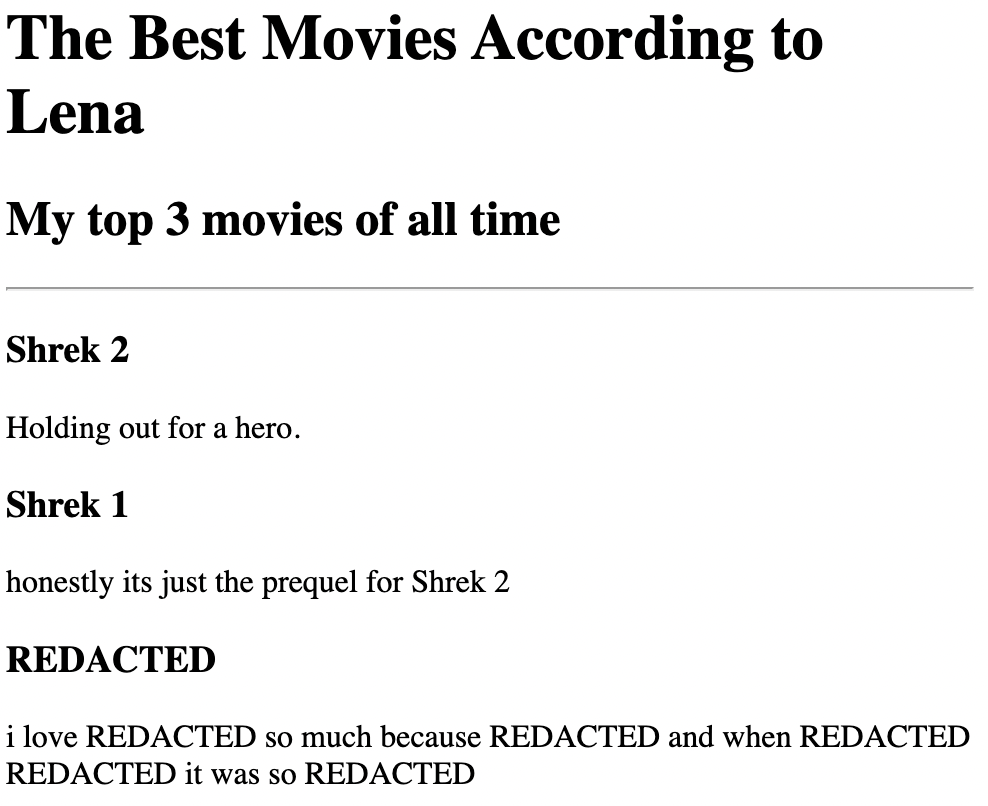 The Best Movies According to
Lena
My top 3 movies of all time
Shrek 2
Holding out for a hero.
Shrek 1
honestly its just the prequel for Shrek 2
REDACTED
i love REDACTED so much because REDACTED and when REDACTED
REDACTED it was so REDACTED